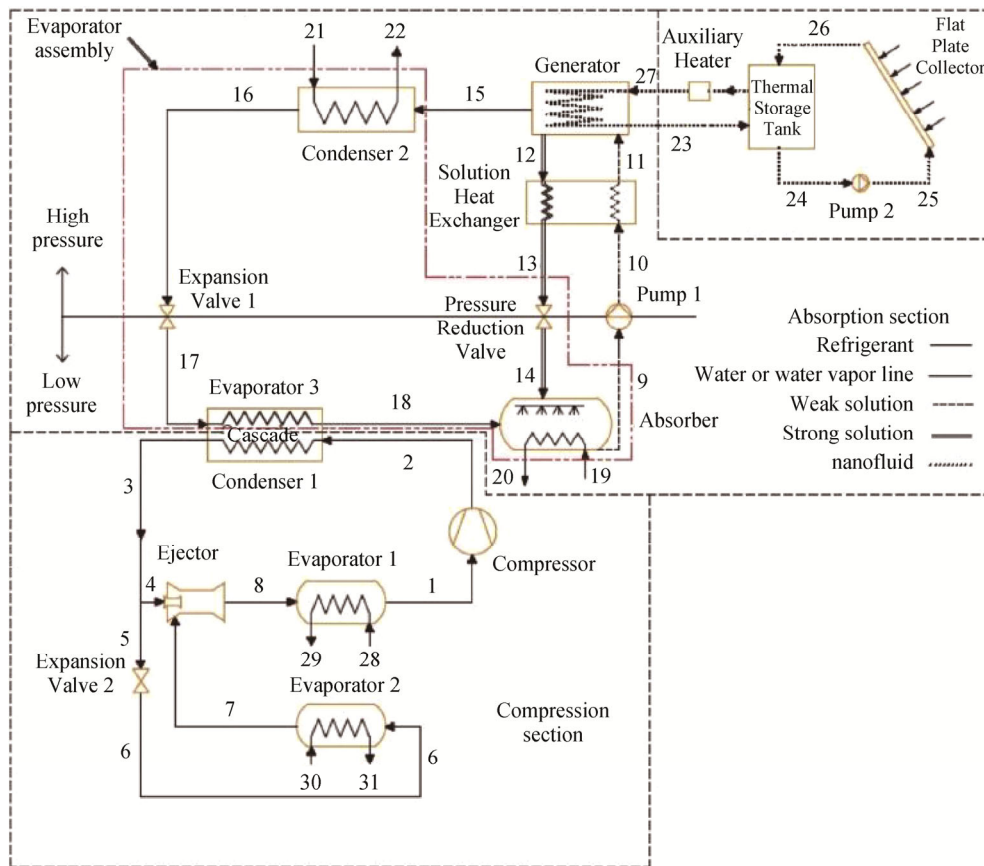 Evaporator
assembly
21
22
16
15
Condenser 2
Generator
Auxiliary
Heater
27
26
Flat
Plate
Collector
Thermal
Storage
Tank
23
24
25
Pump 2
12
11
Solution
Heat
Exchanger
High
pressure
13
10
Expansion
Valve 1
Pressure
Reduction
Valve
Pump 1
Low
pressure
17
14
9
Evaporator 3
18
Cascade
Condenser 1
Absorber
20
19
Absorption section
Refrigerant
Water or water vapor line
Weak solution
Strong solution
nanofluid
3
2
Ejector
Evaporator 1
Compressor
4
8
1
5
29
28
Expansion
Valve 2
Evaporator 2
7
6
6
30
31
Compression
section